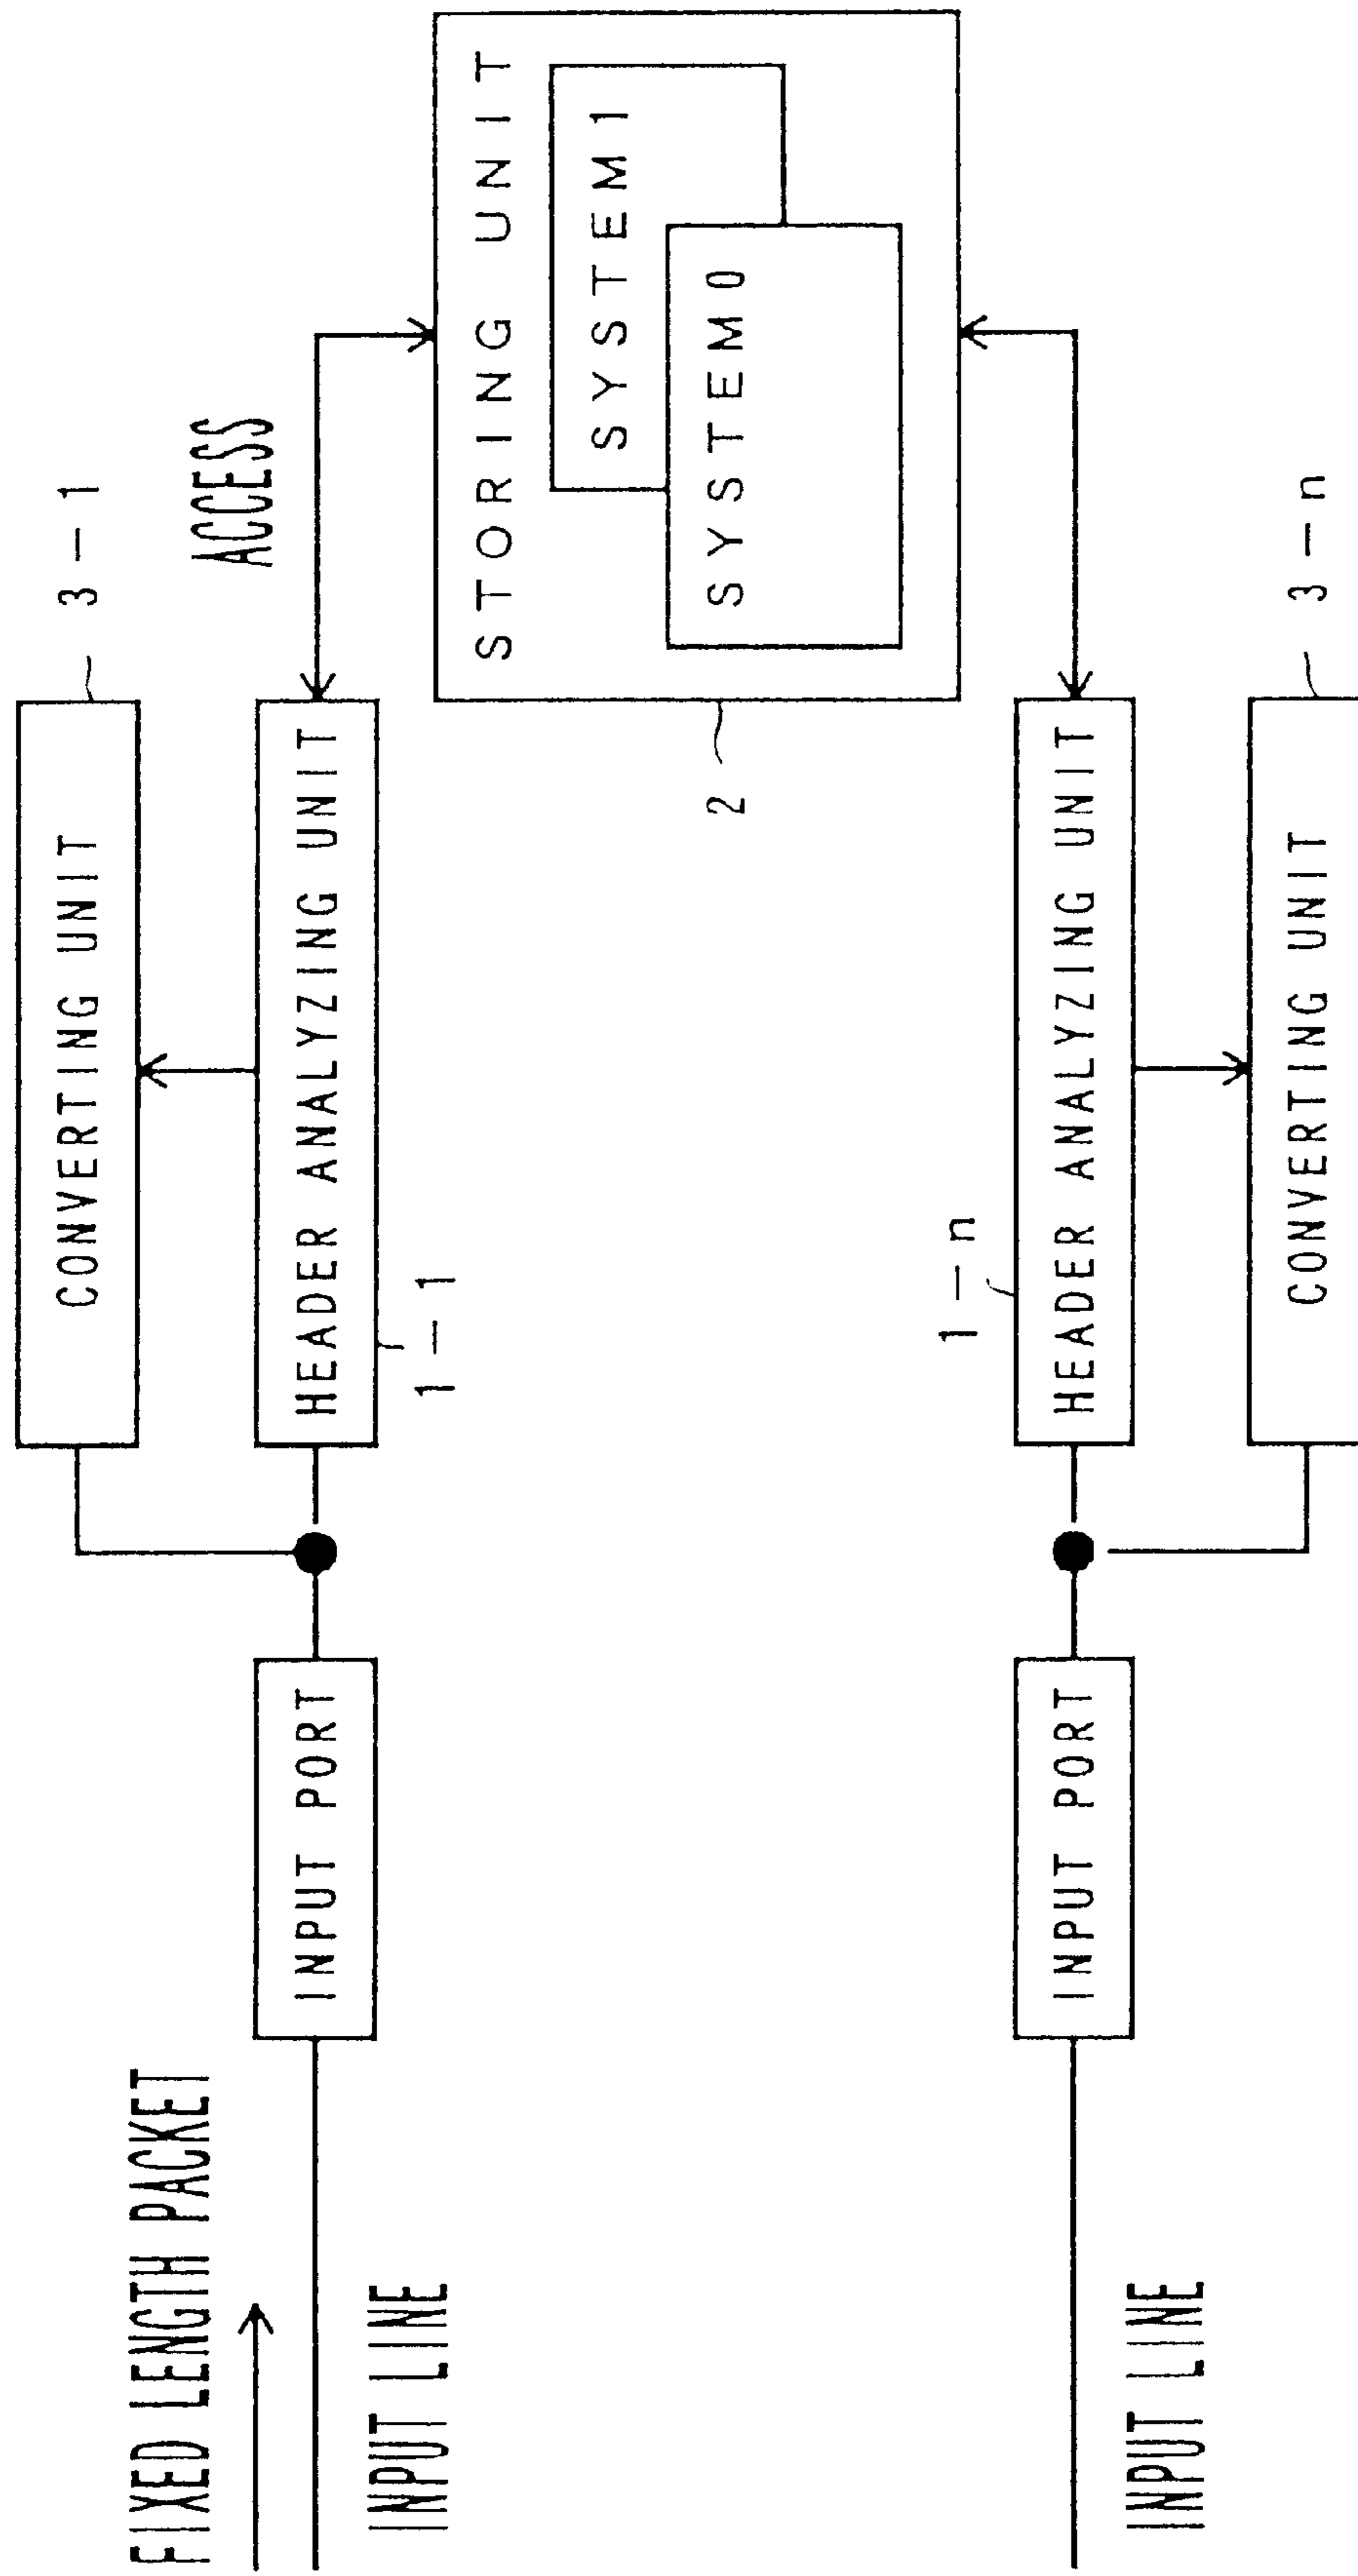 3-1
CONVERTING UNIT
FIXED LENGTH PACKET
ACCESS
INPUT PORT
HEADER ANALYZING UNIT
INPUT LINE
1-1
STORING UNIT
SYSTEM1
SYSTEM0
2
1-n
INPUT PORT
HEADER ANALYZING UNIT
INPUT LINE
3-n
CONVERTING UNIT